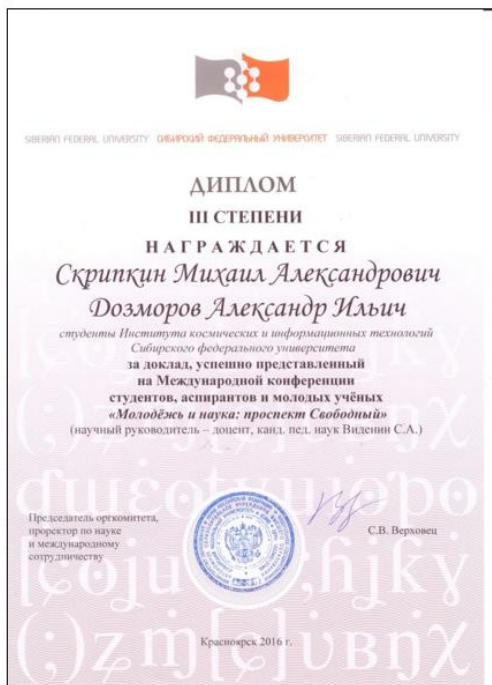 SIBERIAN FEDERAL UNIVERSITY СИБИРСКИЙ ФЕДЕРАЛЬНЫЙ УНИВЕРСИТЕТ SIBERIAN FEDERAL UNIVERSITY
ДИПЛОМ
III СТЕПЕНИ
НАГРАЖДАЕТСЯ
Скрипкин Михаил Александрович
Дозморов Александр Ильич
студенты Института космических и информационных технологий
Сибирского федерального университета
за доклад, успешно представленный
на Международной конференции
студентов, аспирантов и молодых учёных
«Молодёжь и наука: проспект Свободный»
(научный руководитель – доцент, канд. пед. наук Виденин С.А.)
Председатель оргкомитета,
проректор по науке
и международному
сотрудничеству
С.В. Верховец
Красноярск 2016 г.